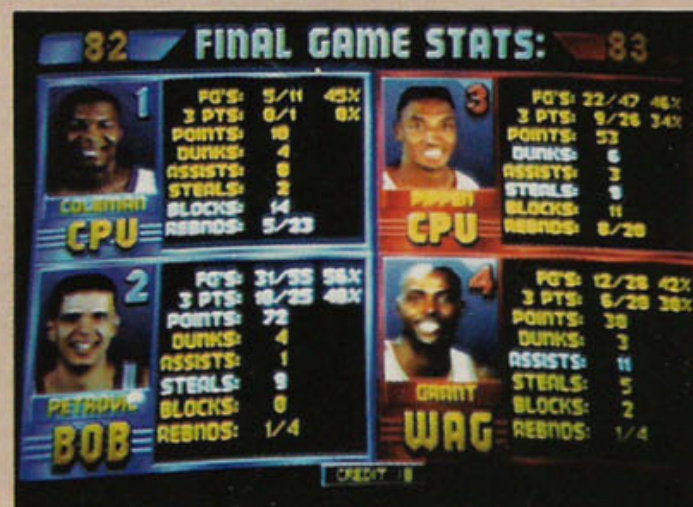 82 FINAL GAME STATS: 83
1
FG'S: 5/11 45%
3 PTS: 0/1 0%
POINTS: 10
DUNKS: 4
ASSISTS: 0
STEALS: 2
BLOCKS: 14
REBNDS: 5/23
COLEMAN
CPU
3
FG'S: 22/47 46%
3 PTS: 9/26 34%
POINTS: 53
DUNKS: 6
ASSISTS: 3
STEALS: 9
BLOCKS: 11
REBNDS: 8/20
PIPPEN
CPU
2
FG'S: 31/55 56%
3 PTS: 10/25 40%
POINTS: 72
DUNKS: 4
ASSISTS: 1
STEALS: 9
BLOCKS: 0
REBNDS: 1/4
PETROVIC
BOB
4
FG'S: 12/28 42%
3 PTS: 6/20 30%
POINTS: 30
DUNKS: 3
ASSISTS: 11
STEALS: 5
BLOCKS: 2
REBNDS: 1/4
GRANT
WAG
CREDIT